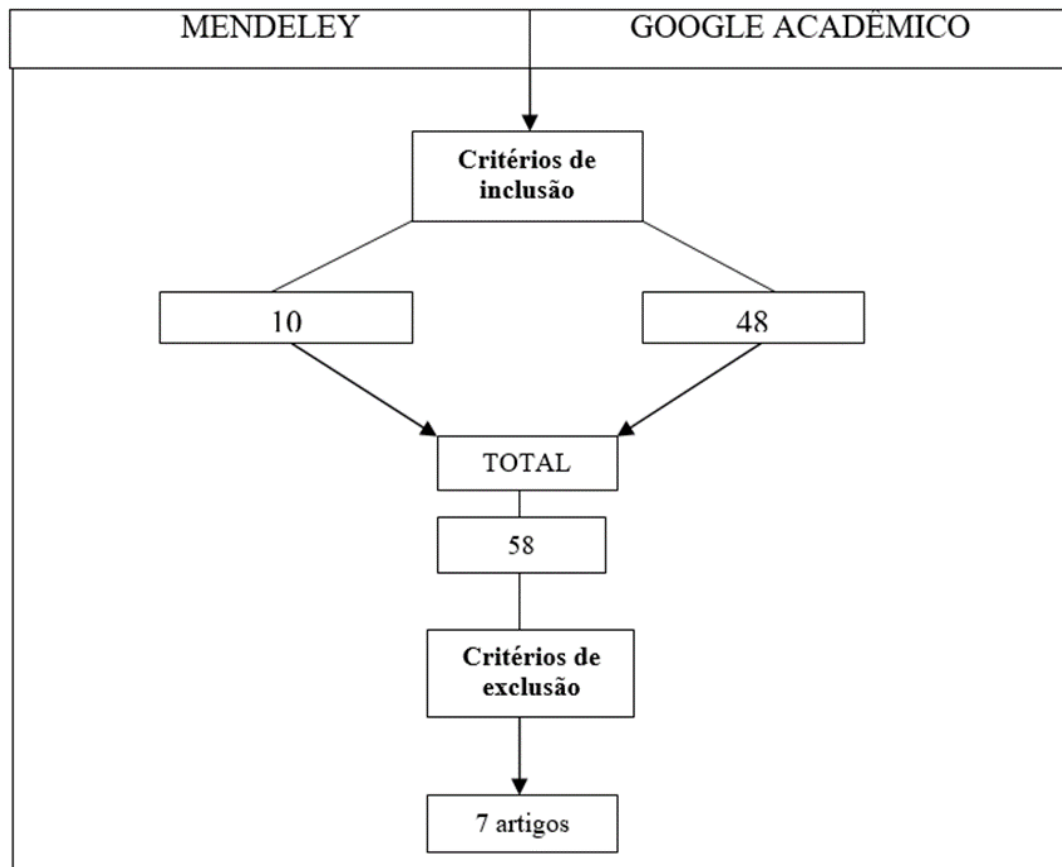 MENDELEY
GOOGLE ACADÊMICO
Critérios de
inclusão
10
48
TOTAL
58
Critérios de
exclusão
7 artigos